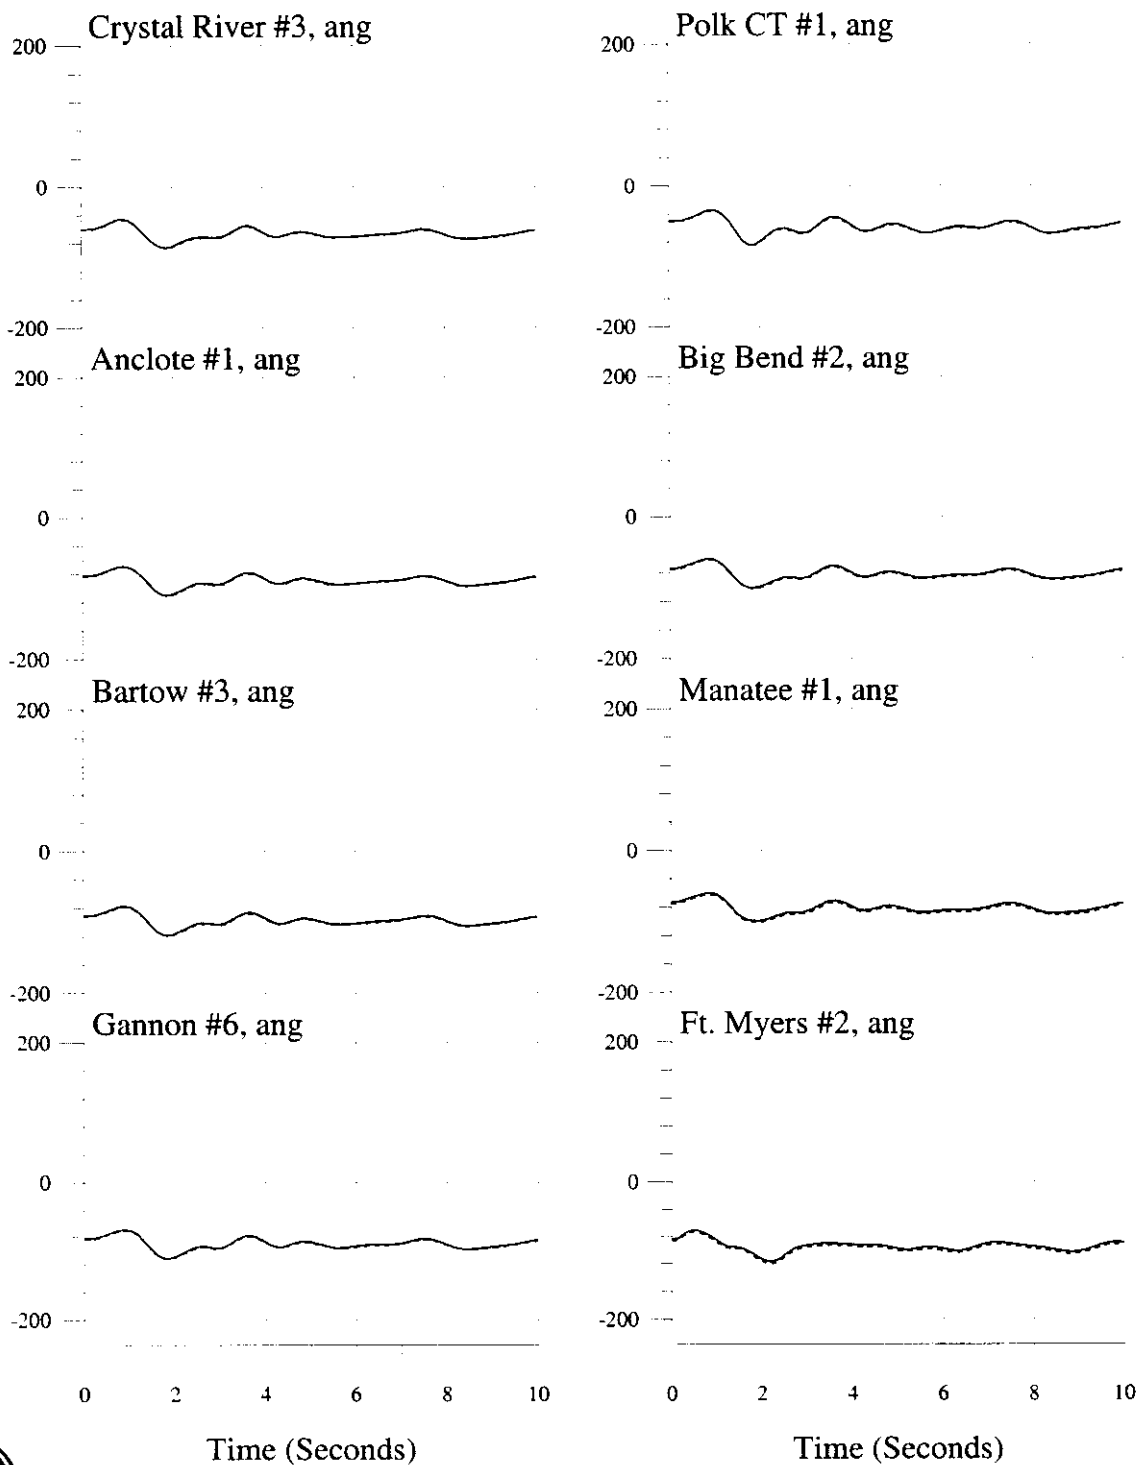 Crystal River #3, ang
200
0
-200
Anclote #1, ang
200
0
-200
Bartow #3, ang
200
0
-200
Gannon #6, ang
200
0
-200
0 2 4 6 8 10
Time (Seconds)
Polk CT #1, ang
200
0
-200
Big Bend #2, ang
200
0
-200
Manatee #1, ang
200
0
-200
Ft. Myers #2, ang
200
0
-200
0 2 4 6 8 10
Time (Seconds)